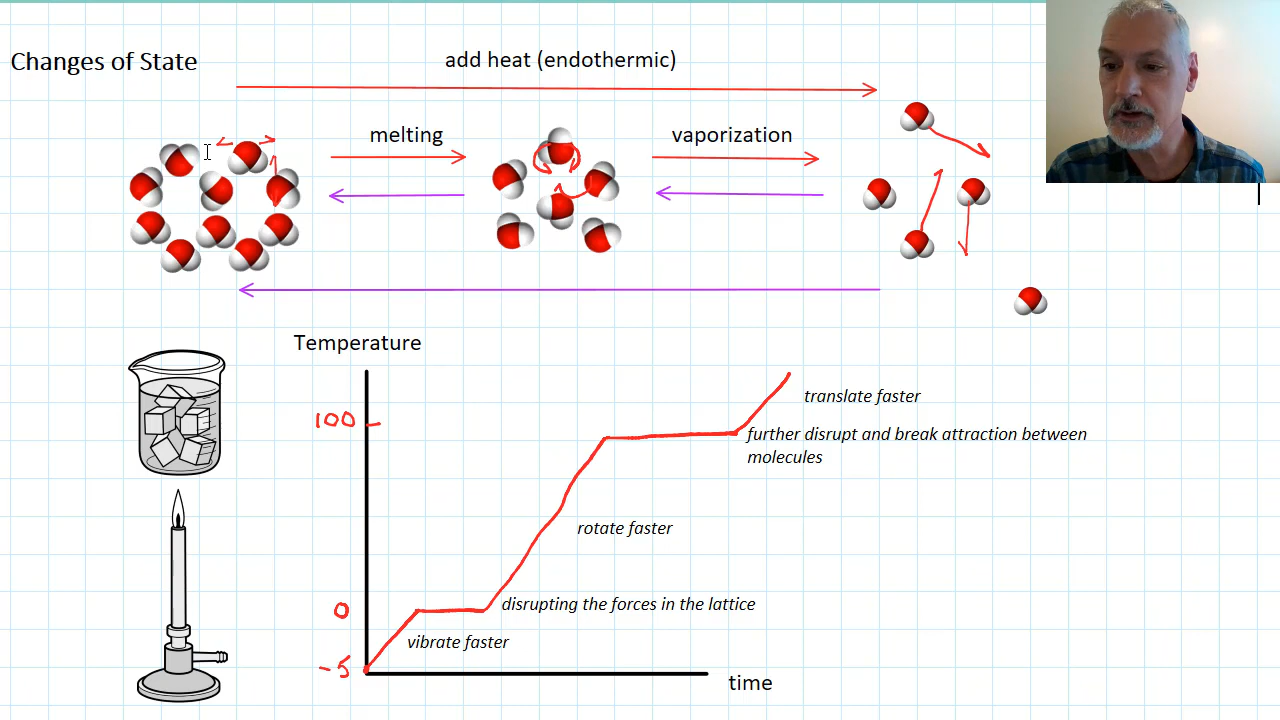 Changes of State
add heat (endothermic)
melting
vaporization
Temperature
100
translate faster
further disrupt and break attraction between
molecules
rotate faster
0
disrupting the forces in the lattice
vibrate faster
-5
time